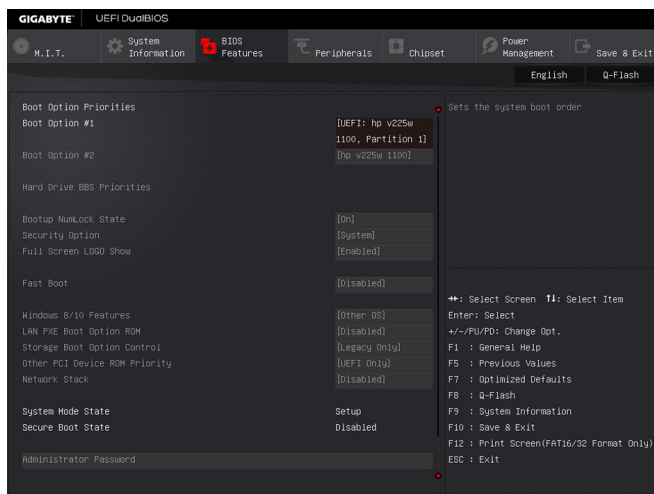 GIGABYTE™ UEFI DualBIOS
M.I.T. System Information BIOS Features Peripherals Chipset Power Management Save & Exit
English Q-Flash
Boot Option Priorities
Boot Option #1 [UEFI: hp v225w 1100, Partition 1]
Boot Option #2 [hp v225w 1100]
Hard Drive BBS Priorities
Bootup NumLock State [On]
Security Option [System]
Full Screen LOGO Show [Enabled]
Fast Boot [Disabled]
Windows 8/10 Features [Other OS]
LAN PXE Boot Option ROM [Disabled]
Storage Boot Option Control [Legacy Only]
Other PCI Device ROM Priority [UEFI Only]
Network Stack [Disabled]
System Mode State Setup
Secure Boot State Disabled
Administrator Password
Sets the system boot order
→←: Select Screen ↑↓: Select Item
Enter: Select
+/-/PU/PD: Change Opt.
F1 : General Help
F5 : Previous Values
F7 : Optimized Defaults
F8 : Q-Flash
F9 : System Information
F10 : Save & Exit
F12 : Print Screen(FAT16/32 Format Only)
ESC : Exit